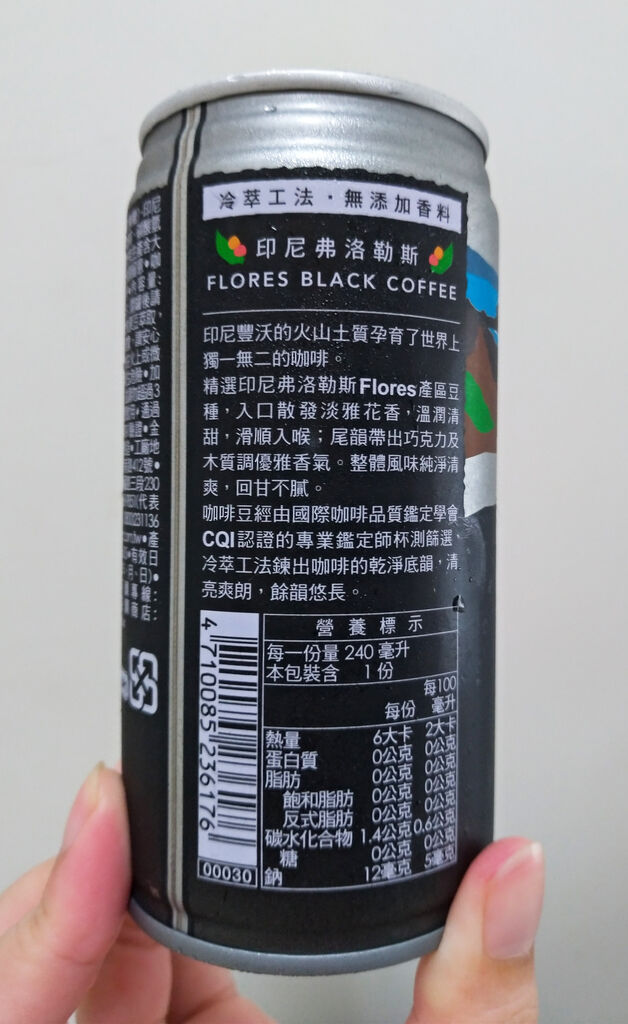 冷萃工法・無添加香料
印尼弗洛勒斯
FLORES BLACK COFFEE
印尼豐沃的火山土質孕育了世界上
獨一無二的咖啡。
精選印尼弗洛勒斯Flores產區豆
種，入口散發淡雅花香，溫潤清
甜，滑順入喉；尾韻帶出巧克力及
木質調優雅香氣。整體風味純淨清
爽，回甘不膩。
咖啡豆經由國際咖啡品質鑑定學會
CQI認證的專業鑑定師杯測篩選，
冷萃工法鍊出咖啡的乾淨底韻，清
亮爽朗，餘韻悠長。
營養標示
每一份量 240 毫升
本包裝含 1 份
每份 每100毫升
熱量 6大卡 2大卡
蛋白質 0公克 0公克
脂肪 0公克 0公克
飽和脂肪 0公克 0公克
反式脂肪 0公克 0公克
碳水化合物 1.4公克 0.6公克
糖 0公克 0公克
鈉 12毫克 5毫克
4 710085 236176
00030